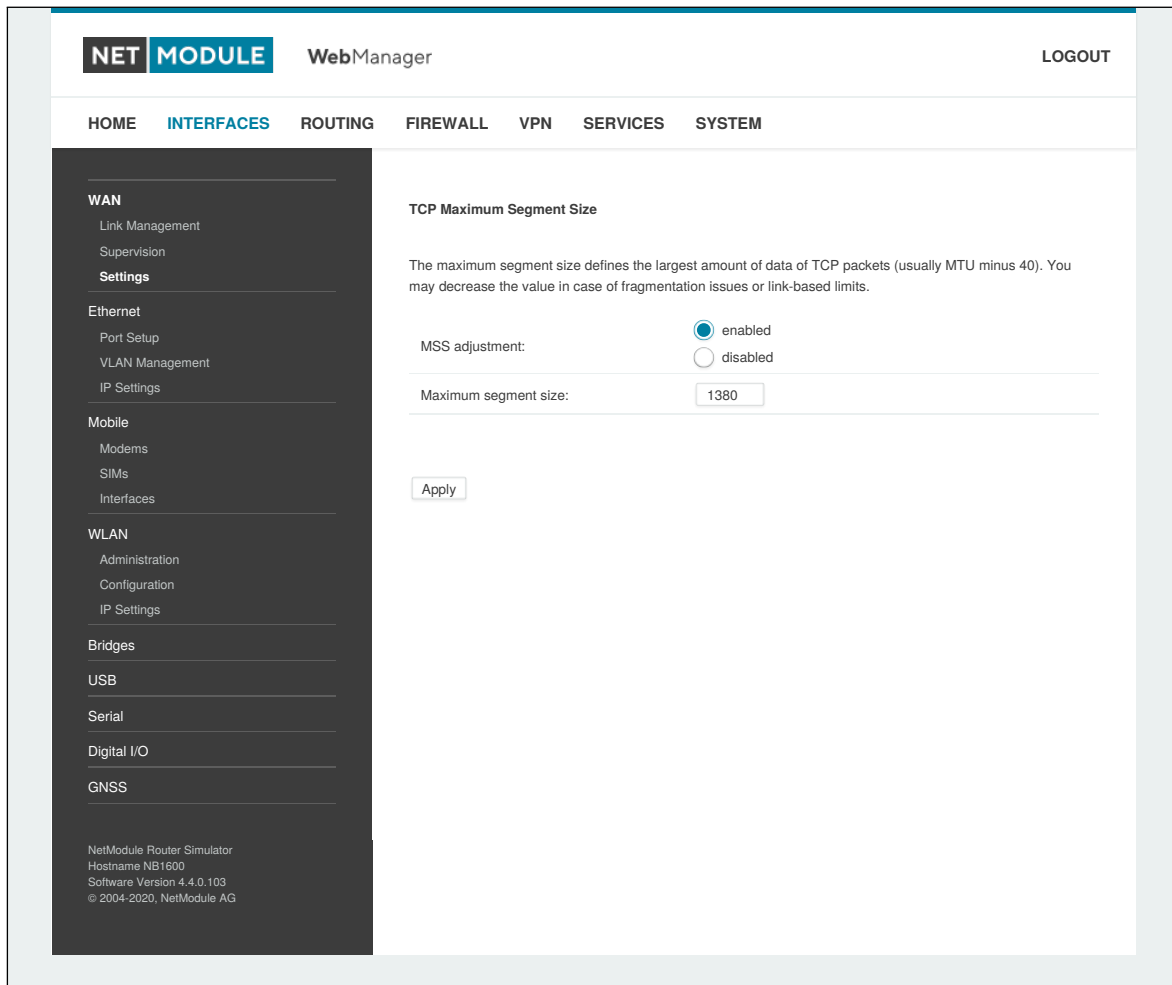 NET MODULE WebManager LOGOUT
HOME INTERFACES ROUTING FIREWALL VPN SERVICES SYSTEM
WAN
Link Management
Supervision
Settings
Ethernet
Port Setup
VLAN Management
IP Settings
Mobile
Modems
SIMs
Interfaces
WLAN
Administration
Configuration
IP Settings
Bridges
USB
Serial
Digital I/O
GNSS
NetModule Router Simulator
Hostname NB1600
Software Version 4.4.0.103
© 2004-2020, NetModule AG
TCP Maximum Segment Size
The maximum segment size defines the largest amount of data of TCP packets (usually MTU minus 40). You
may decrease the value in case of fragmentation issues or link-based limits.
MSS adjustment:
enabled
disabled
Maximum segment size: 1380
Apply